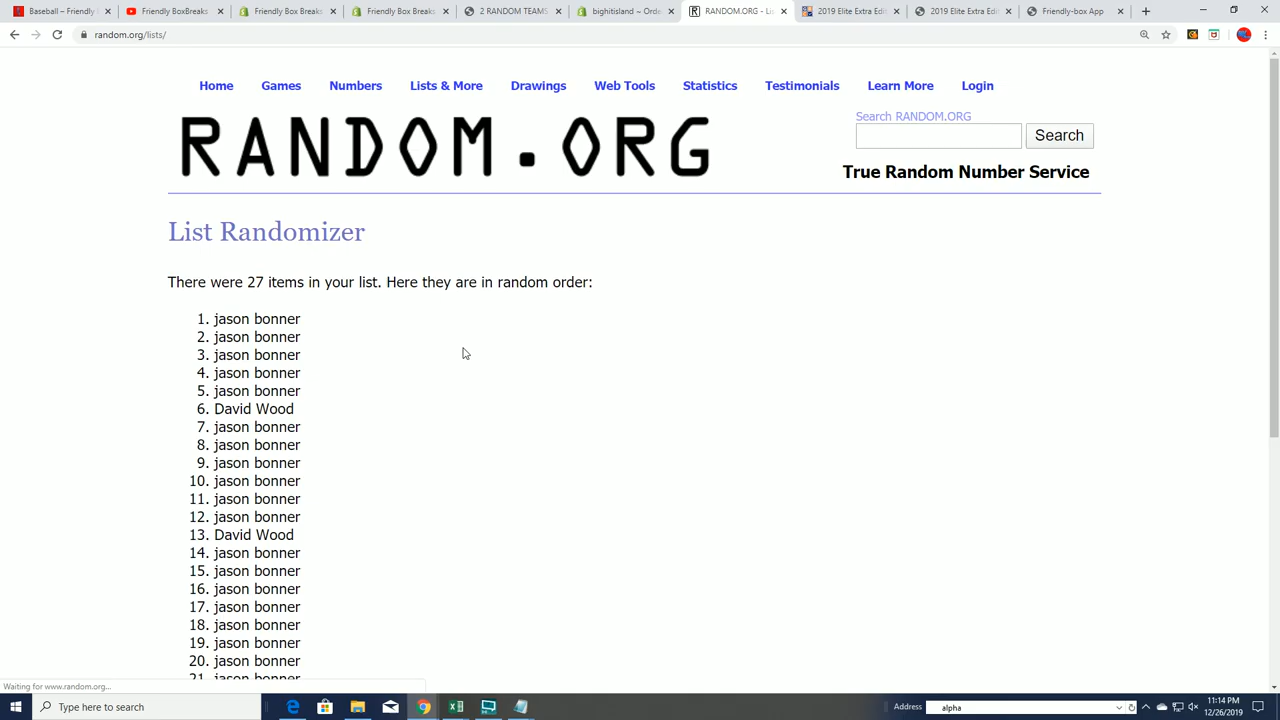 Baseball – Friendly
Friendly BoxBreaks
Friendly Box Breaks
Friendly Box Breaks
2 RANDOM TEAMS
bighitisland ~ Orde
RANDOM.ORG - Li
2019 Elite Extra Edi
2019 Elite Extra Edi
Friendly-box App
random.org/lists/
Home Games Numbers Lists & More Drawings Web Tools Statistics Testimonials Learn More Login
RANDOM.ORG
Search RANDOM.ORG
Search
True Random Number Service
List Randomizer
There were 27 items in your list. Here they are in random order:
1. jason bonner
2. jason bonner
3. jason bonner
4. jason bonner
5. jason bonner
6. David Wood
7. jason bonner
8. jason bonner
9. jason bonner
10. jason bonner
11. jason bonner
12. jason bonner
13. David Wood
14. jason bonner
15. jason bonner
16. jason bonner
17. jason bonner
18. jason bonner
19. jason bonner
20. jason bonner
21. jason bonner
Waiting for www.random.org...
Type here to search
Address alpha
11:14 PM
12/26/2019